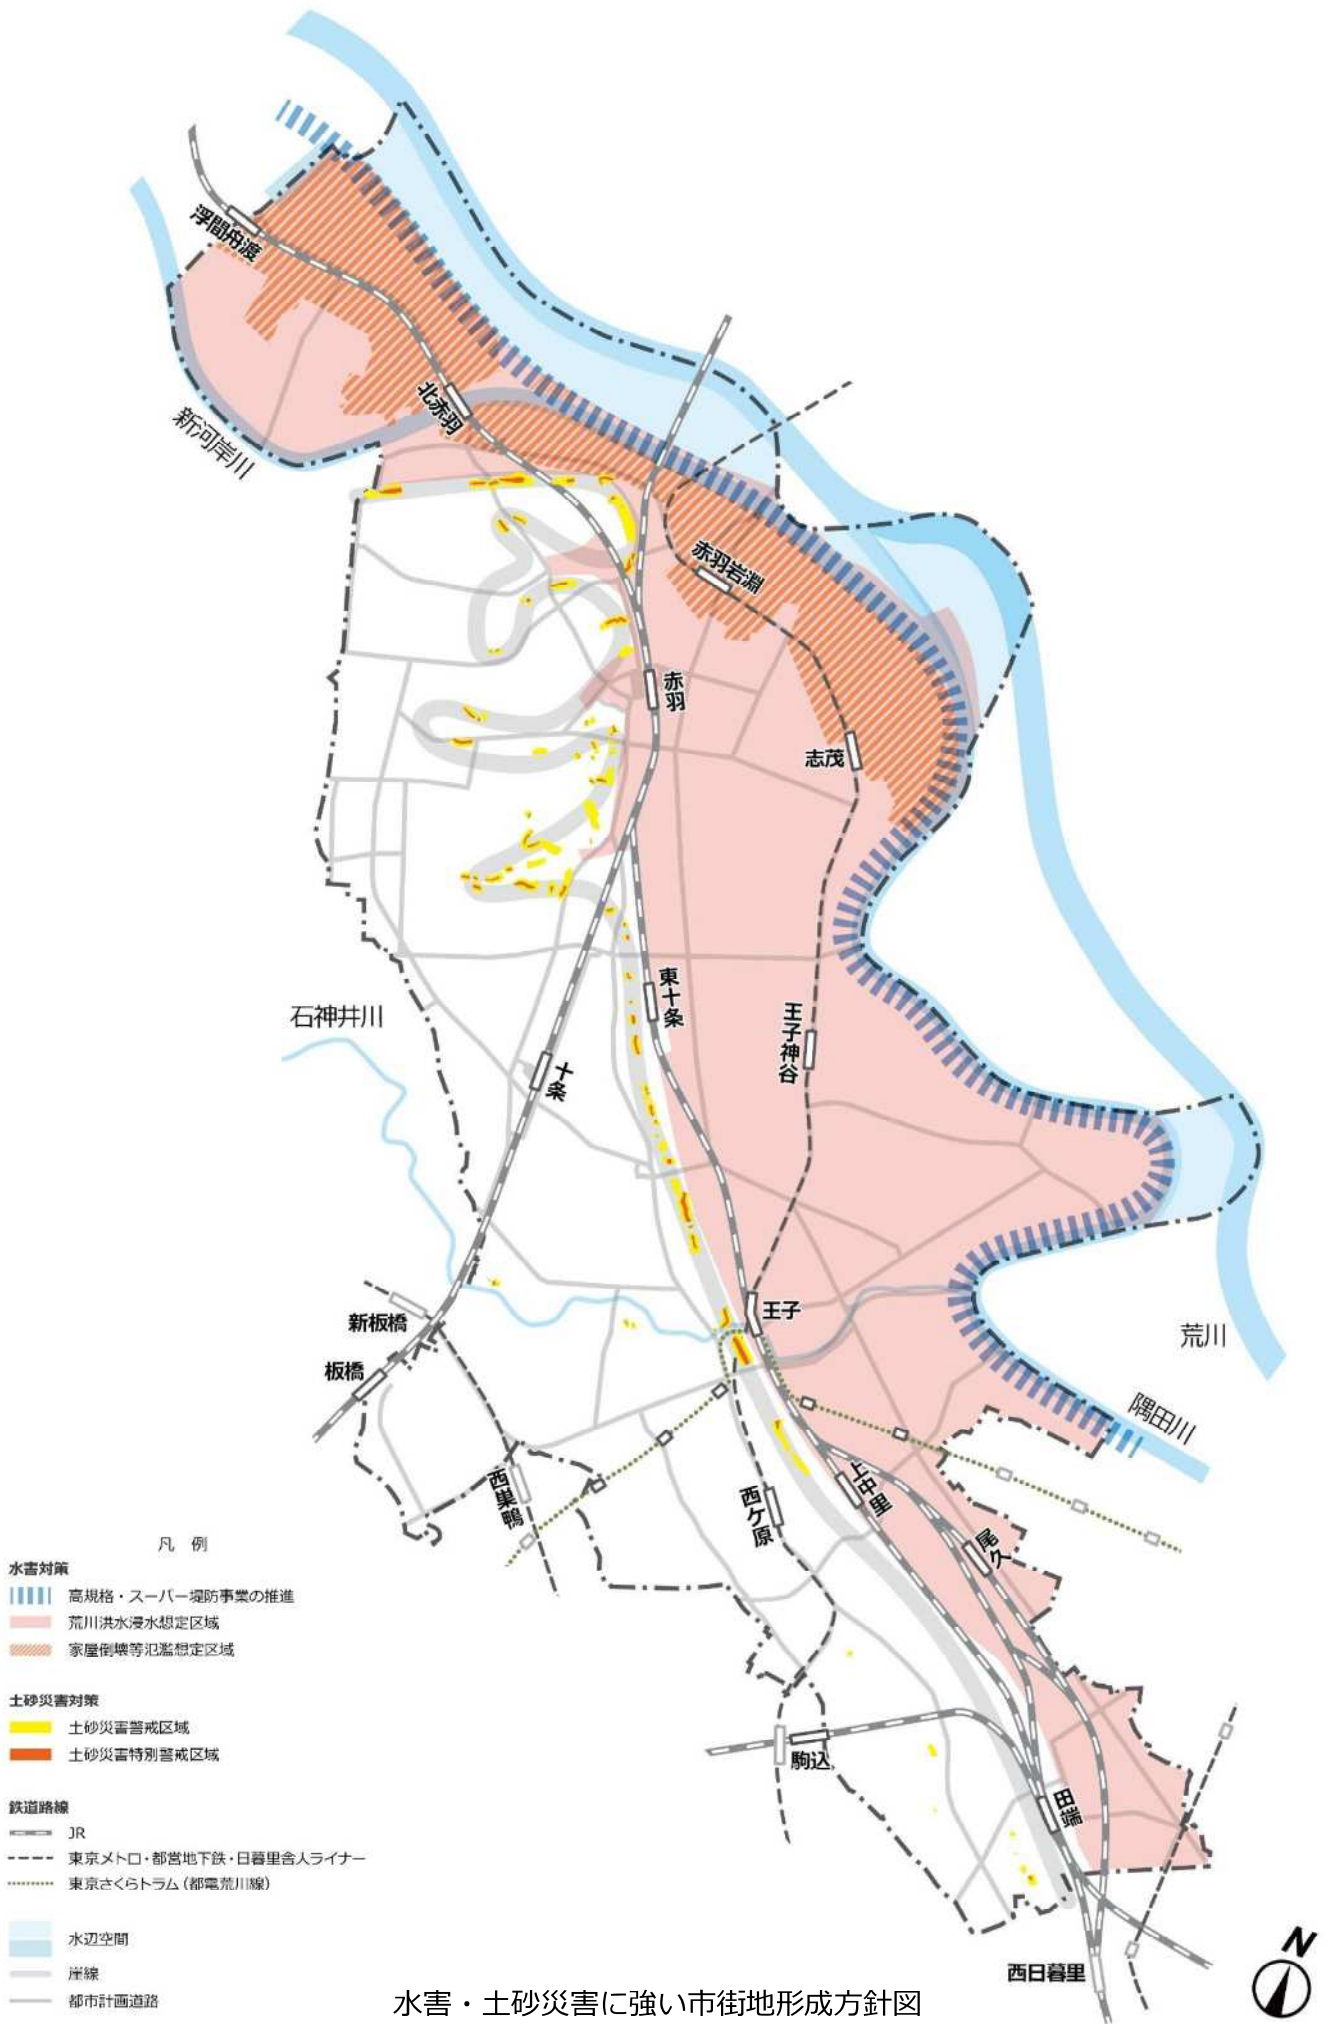 浮間舟渡
北赤羽
新河岸川
赤羽岩淵
赤羽
志茂
東十条
王子神谷
石神井川
十条
王子
新板橋
荒川
板橋
隅田川
西巣鴨
西ケ原
上中里
尾久
駒込
田端
西日暮里
凡 例
水害対策
高規格・スーパー堤防事業の推進
荒川洪水浸水想定区域
家屋倒壊等氾濫想定区域
土砂災害対策
土砂災害警戒区域
土砂災害特別警戒区域
鉄道路線
JR
東京メトロ・都営地下鉄・日暮里舎人ライナー
東京さくらトラム(都電荒川線)
水辺空間
崖線
都市計画道路
水害・土砂災害に強い市街地形成方針図
N